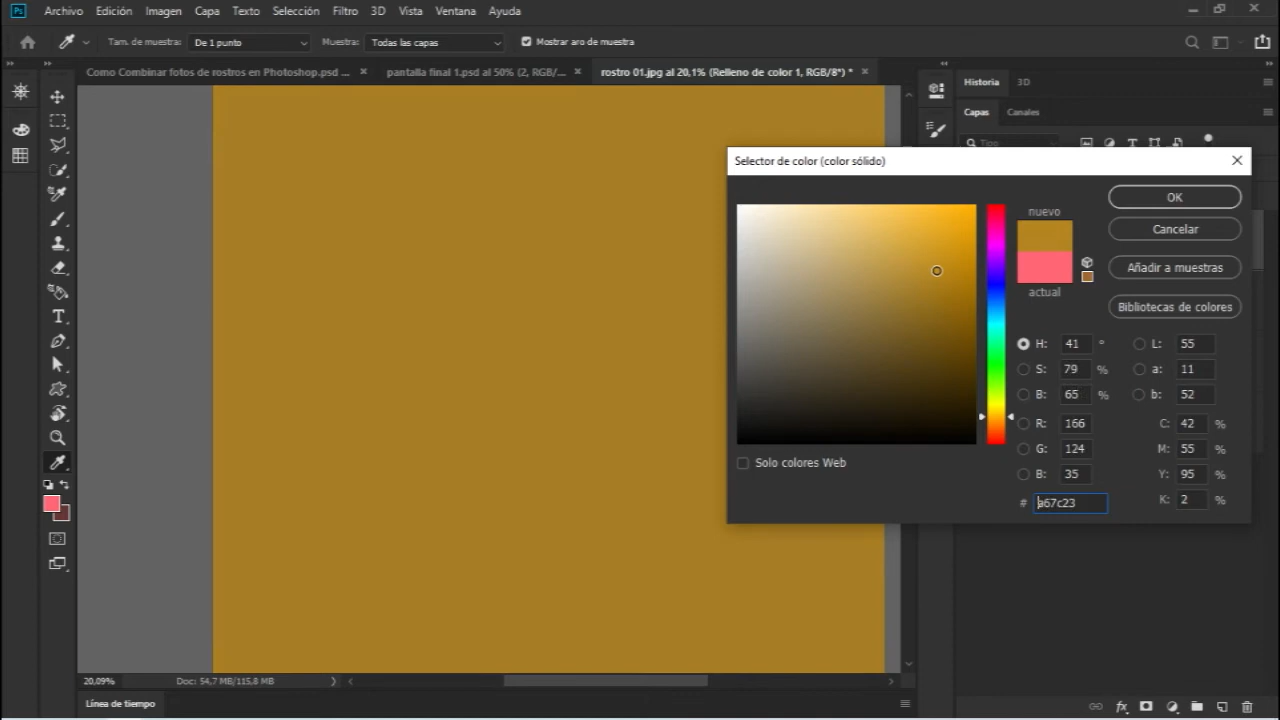 Ps Archivo Edición Imagen Capa Texto Selección Filtro 3D Vista Ventana Ayuda
Tam. de muestra: De 1 punto Muestra: Todas las capas Mostrar aro de muestra
Como Combinar fotos de rostros en Photoshop.psd ... × pantalla final 1.psd al 50% (2, RGB/... × rostro 01.jpg al 20,1% (Relleno de color 1, RGB/8*) * ×
Historia 3D
Capas Canales
Tipo
Selector de color (color sólido)
nuevo
actual
OK
Cancelar
Añadir a muestras
Bibliotecas de colores
H: 41 ° L: 55
S: 79 % a: 11
B: 65 % b: 52
R: 166 C: 42 %
G: 124 M: 55 %
B: 35 Y: 95 %
# a67c23 K: 2 %
Solo colores Web
20,09% Doc: 54,7 MB/115,8 MB
Línea de tiempo